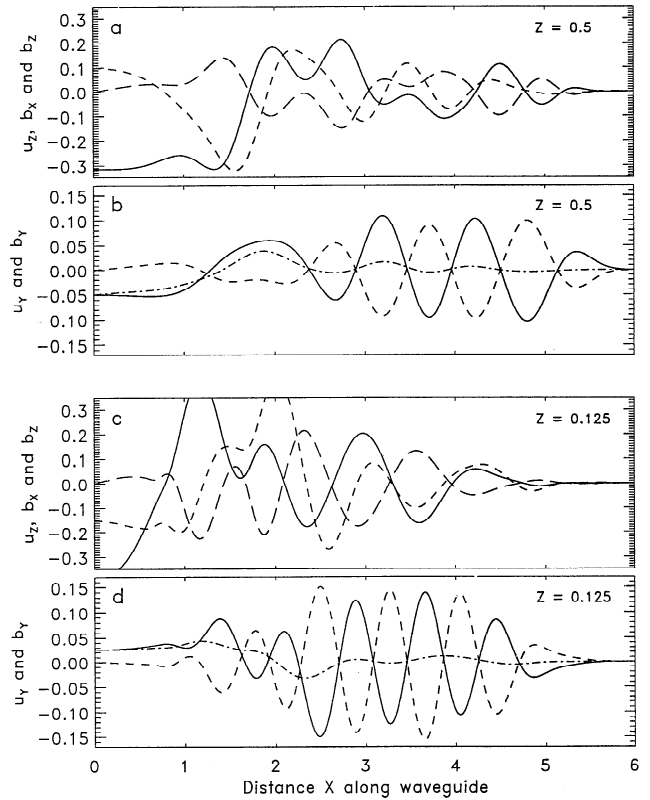 a
Z = 0.5
0.3
0.2
0.1
0.0
−0.1
−0.2
−0.3
u_Z, b_X and b_Z
b
Z = 0.5
0.15
0.10
0.05
0.00
−0.05
−0.10
−0.15
u_Y and b_Y
c
Z = 0.125
0.3
0.2
0.1
0.0
−0.1
−0.2
−0.3
u_Z, b_X and b_Z
d
Z = 0.125
0.15
0.10
0.05
0.00
−0.05
−0.10
−0.15
u_Y and b_Y
0 1 2 3 4 5 6
Distance X along waveguide